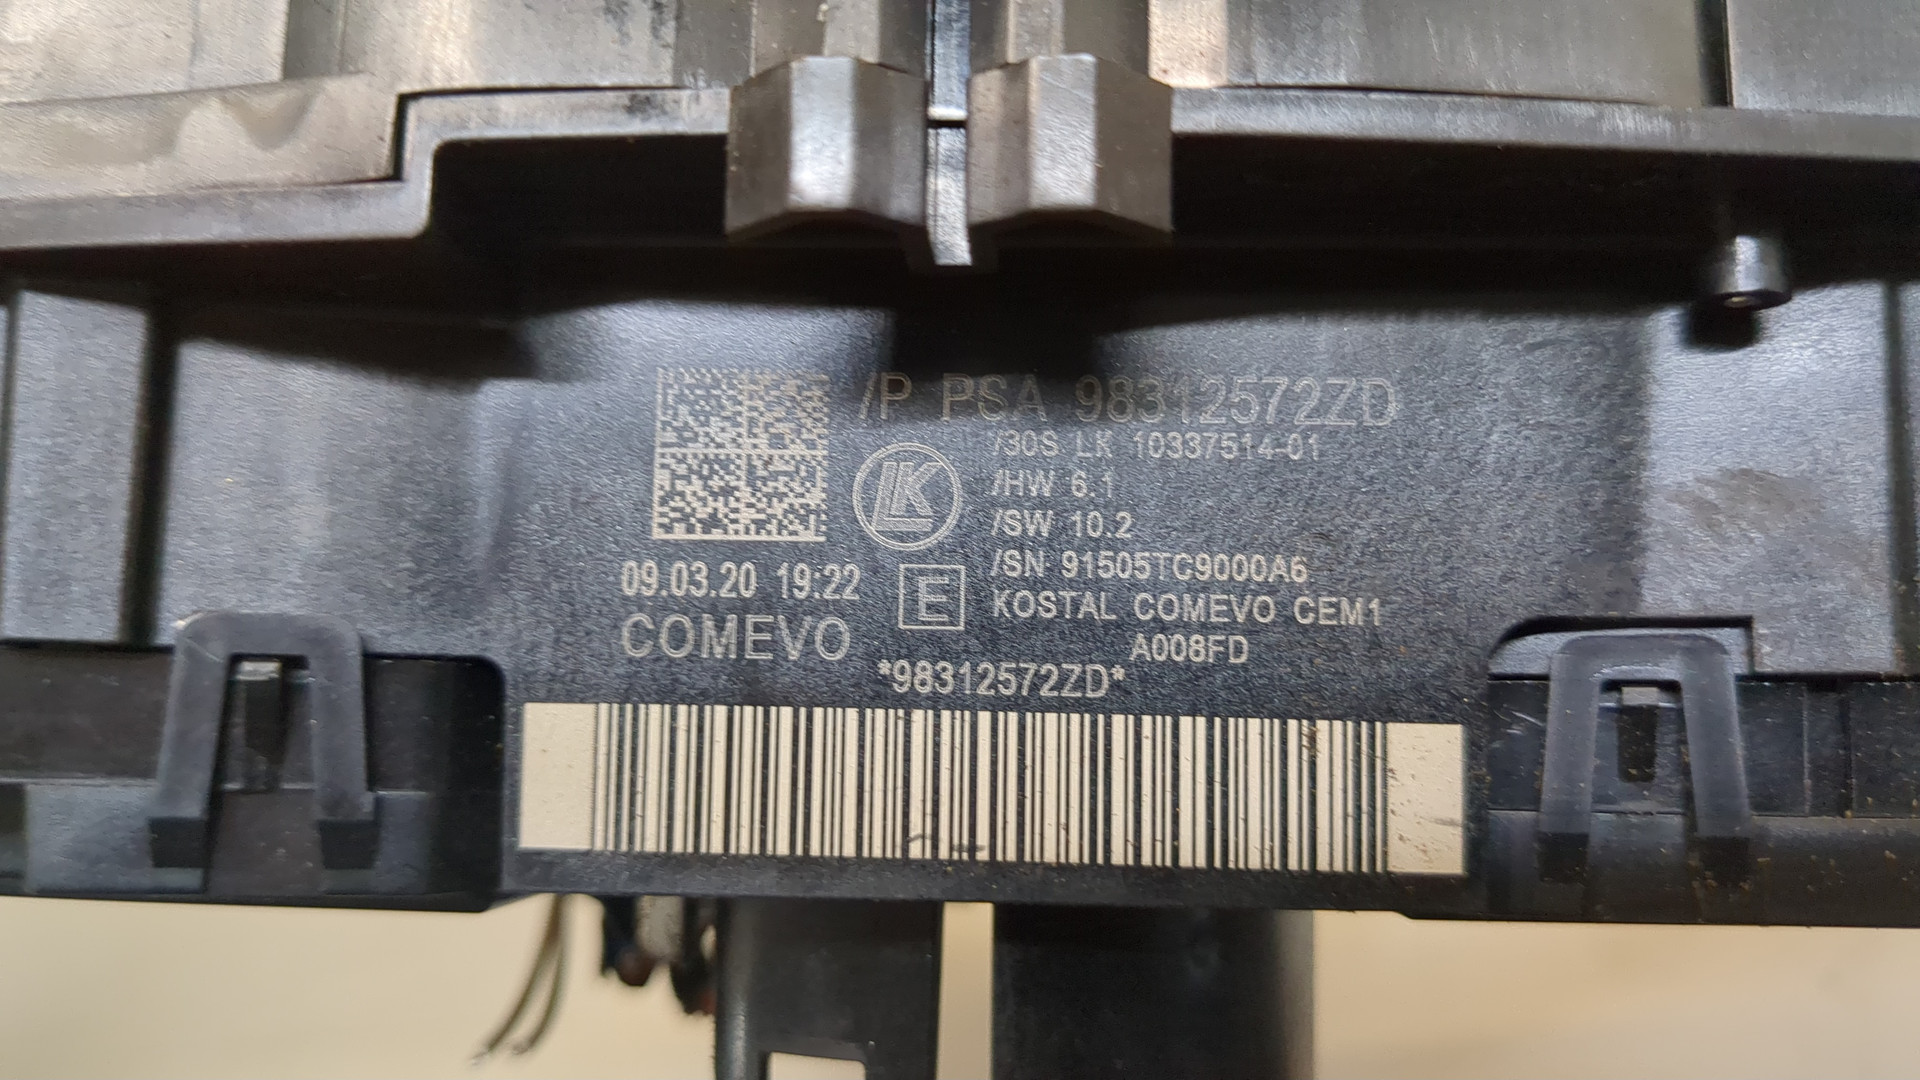 /P PSA 98312572ZD
/30S LK 10337514-01
LK
/HW 6.1
/SW 10.2
/SN 91505TC9000A6
09.03.20 19:22
E
KOSTAL COMEVO CEM1
COMEVO
A008FD
*98312572ZD*